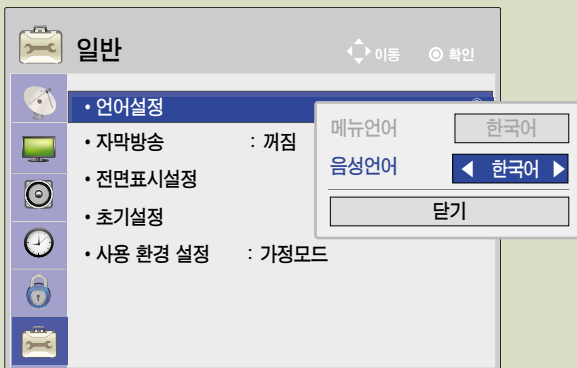 일반 이동 확인
• 언어설정
• 자막방송 : 꺼짐
• 전면표시설정
• 초기설정
• 사용 환경 설정 : 가정모드
메뉴언어 한국어
음성언어 ◀ 한국어 ▶
닫기